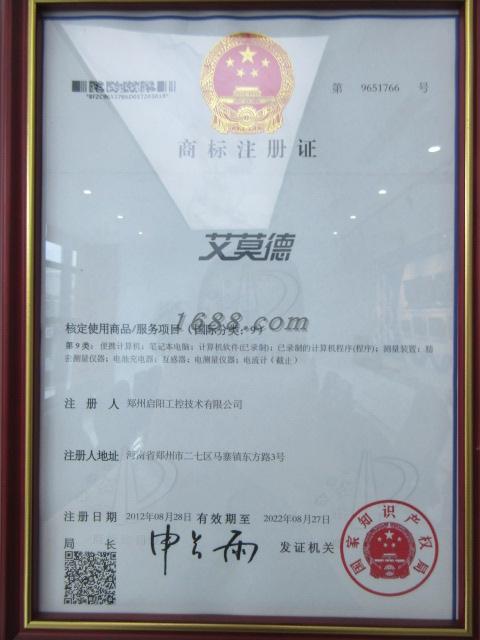 第 9651766 号
商标注册证
艾莫德
核定使用商品/服务项目（国际分类：9）
1688.com
第9类：便携计算机；笔记本电脑；计算机软件(已录制)；已录制的计算机程序(程序)；测量装置；精
密测量仪器；电池充电器；互感器；电测量仪器；电流计（截止）
注册人 郑州启阳工控技术有限公司
注册人地址 河南省郑州市二七区马寨镇东方路3号
注册日期 2012年08月28日 有效期至 2022年08月27日
局长 申长雨 发证机关
国家知识产权局